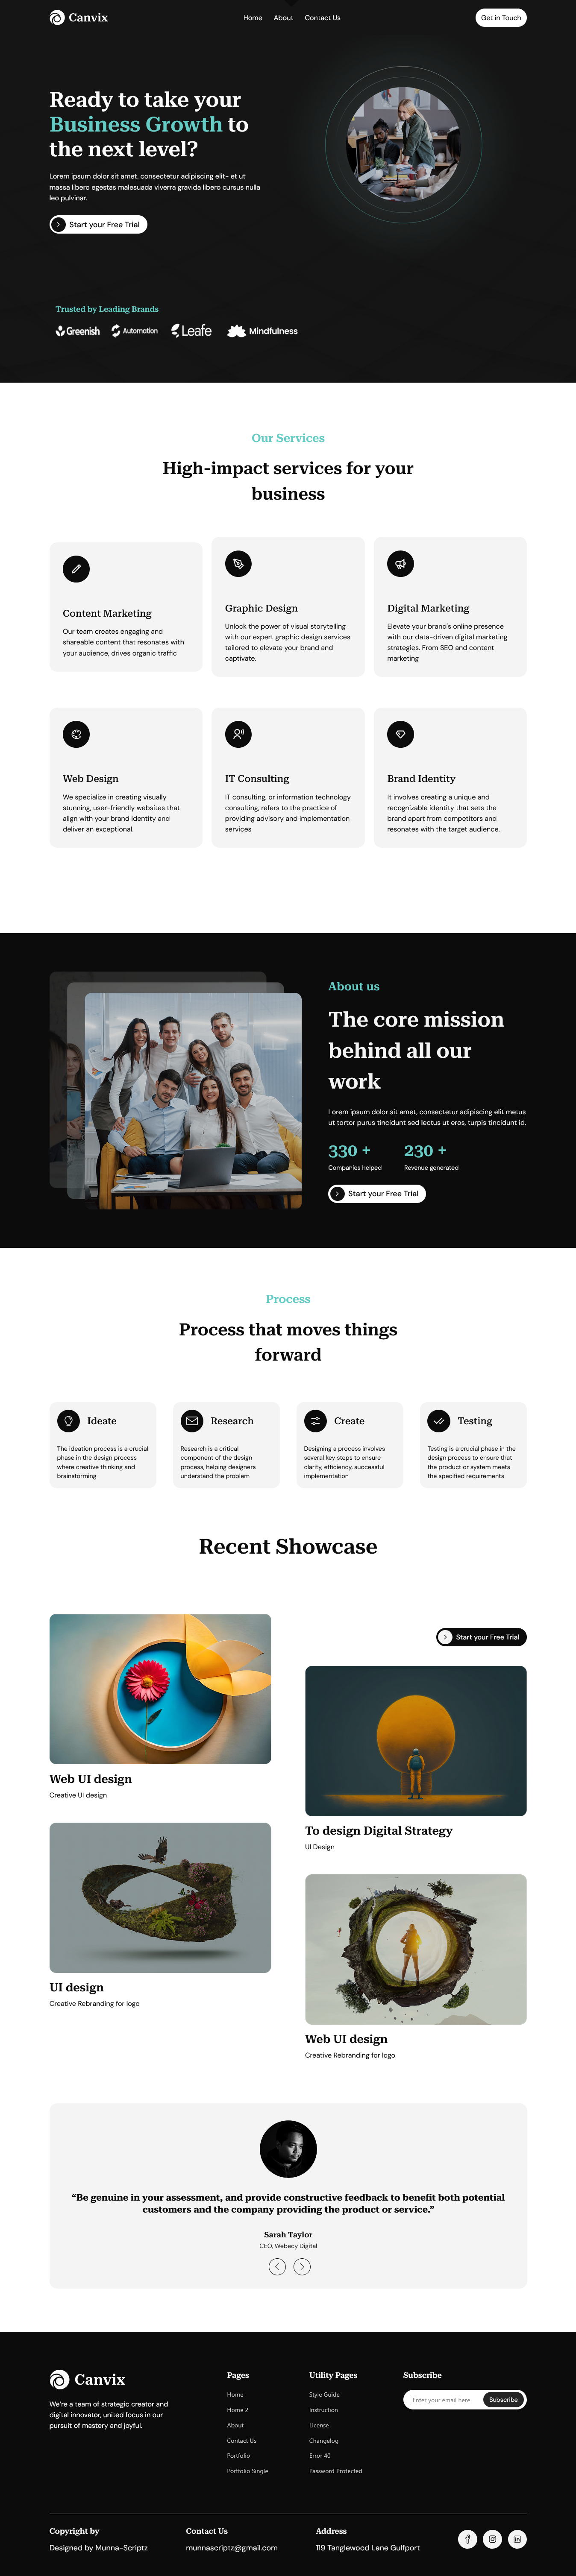 Canvix
Home About Contact Us
Get in Touch
Ready to take your
Business Growth to
the next level?
Lorem ipsum dolor sit amet, consectetur adipiscing elit- et ut
massa libero egestas malesuada viverra gravida libero cursus nulla
leo pulvinar.
Start your Free Trial
Trusted by Leading Brands
Greenish Automation Leafe Mindfulness
Our Services
High-impact services for your
business
Content Marketing
Our team creates engaging and
shareable content that resonates with
your audience, drives organic traffic
Graphic Design
Unlock the power of visual storytelling
with our expert graphic design services
tailored to elevate your brand and
captivate.
Digital Marketing
Elevate your brand's online presence
with our data-driven digital marketing
strategies. From SEO and content
marketing
Web Design
We specialize in creating visually
stunning, user-friendly websites that
align with your brand identity and
deliver an exceptional.
IT Consulting
IT consulting, or information technology
consulting, refers to the practice of
providing advisory and implementation
services
Brand Identity
It involves creating a unique and
recognizable identity that sets the
brand apart from competitors and
resonates with the target audience.
About us
The core mission
behind all our
work
Lorem ipsum dolor sit amet, consectetur adipiscing elit metus
ut tortor purus tincidunt sed lectus ut eros, turpis tincidunt id.
330 + 230 +
Companies helped Revenue generated
Start your Free Trial
Process
Process that moves things
forward
Ideate
The ideation process is a crucial
phase in the design process
where creative thinking and
brainstorming
Research
Research is a critical
component of the design
process, helping designers
understand the problem
Create
Designing a process involves
several key steps to ensure
clarity, efficiency, successful
implementation
Testing
Testing is a crucial phase in the
design process to ensure that
the product or system meets
the specified requirements
Recent Showcase
Start your Free Trial
Web UI design
Creative UI design
To design Digital Strategy
UI Design
UI design
Creative Rebranding for logo
Web UI design
Creative Rebranding for logo
“Be genuine in your assessment, and provide constructive feedback to benefit both potential
customers and the company providing the product or service.”
Sarah Taylor
CEO, Webecy Digital
Canvix
We're a team of strategic creator and
digital innovator, united focus in our
pursuit of mastery and joyful.
Pages
Home
Home 2
About
Contact Us
Portfolio
Portfolio Single
Utility Pages
Style Guide
Instruction
License
Changelog
Error 40
Password Protected
Subscribe
Enter your email here
Subscribe
Copyright by
Designed by Munna-Scriptz
Contact Us
munnascriptz@gmail.com
Address
119 Tanglewood Lane Gulfport